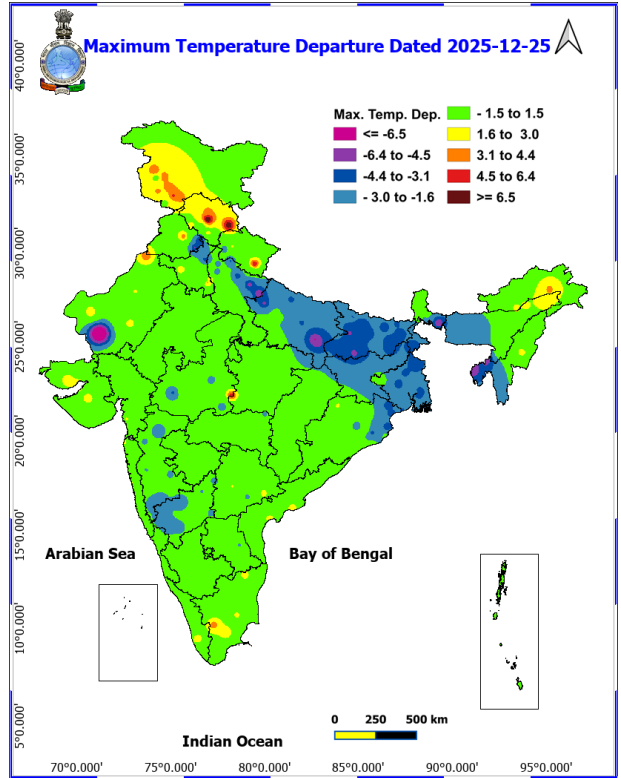 Maximum Temperature Departure Dated 2025-12-25
Max. Temp. Dep.
<= -6.5
-6.4 to -4.5
-4.4 to -3.1
- 3.0 to -1.6
- 1.5 to 1.5
1.6 to 3.0
3.1 to 4.4
4.5 to 6.4
>= 6.5
40°0.000'
35°0.000'
30°0.000'
25°0.000'
20°0.000'
15°0.000'
10°0.000'
5°0.000'
Arabian Sea
Bay of Bengal
Indian Ocean
0 250 500 km
70°0.000' 75°0.000' 80°0.000' 85°0.000' 90°0.000' 95°0.000'